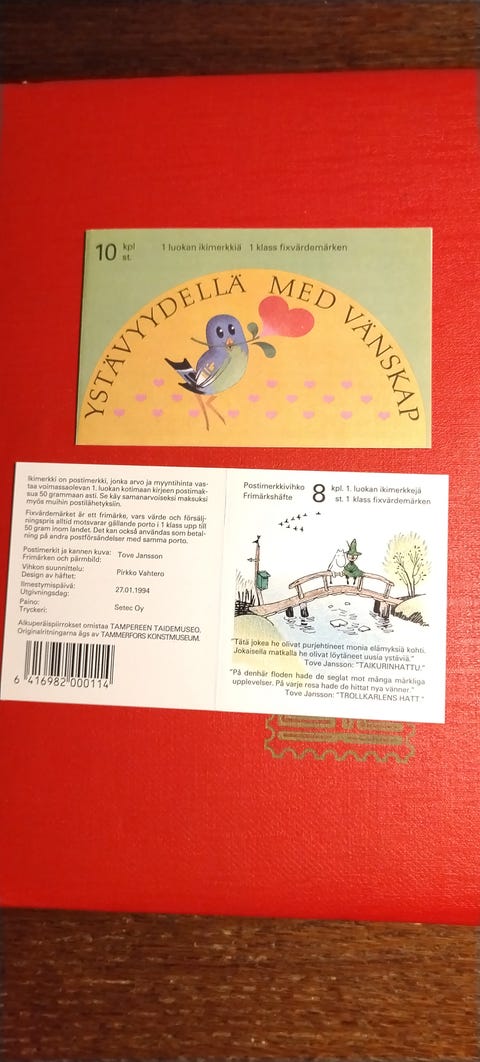 10 kpl
st.
1 luokan ikimerkkiä 1 klass fixvärdemärken
YSTÄVYYDELLÄ MED VÄNSKAP
Ikimerkki on postimerkki, jonka arvo ja myyntihinta vas-
taa voimassaolevan 1. luokan kotimaan kirjeen postimak-
sua 50 grammaan asti. Se käy samanarvoiseksi maksuksi
myös muihin postilähetyksiin.
Fixvärdemärket är ett frimärke, vars värde och försälj-
ningspris alltid motsvarar gällande porto i 1 klass upp till
50 gram inom landet. Det kan också användas som betal-
ning på andra postförsändelser med samma porto.
Postimerkit ja kannen kuva: Tove Jansson
Frimärken och pärmbild:
Vihkon suunnittelu: Pirkko Vahtero
Design av häftet:
Ilmestymispäivä: 27.01.1994
Utgivningsdag:
Paino: Setec Oy
Tryckeri:
Alkuperäispiirrokset omistaa TAMPEREEN TAIDEMUSEO.
Originalritningarna ägs av TAMMERFORS KONSTMUSEUM.
6 416982 000114
Postimerkkivihko 8 kpl. 1. luokan ikimerkkejä
Frimärkshäfte st. 1 klass fixvärdemärken
"Tätä jokea he olivat purjehtineet monia elämyksiä kohti.
Jokaisella matkalla he olivat löytäneet uusia ystäviä."
Tove Jansson: "TAIKURINHATTU."
"På denhär floden hade de seglat mot många märkliga
upplevelser. På varje resa hade de hittat nya vänner."
Tove Jansson: "TROLLKARLENS HATT."